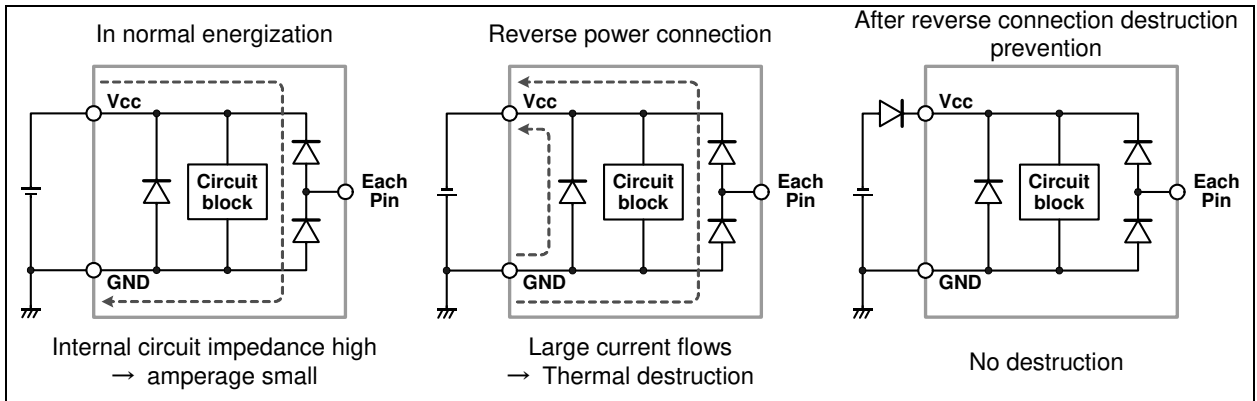 In normal energization
Vcc
Circuit
block
Each
Pin
GND
Internal circuit impedance high
→ amperage small
Reverse power connection
Vcc
Circuit
block
Each
Pin
GND
Large current flows
→ Thermal destruction
After reverse connection destruction
prevention
Vcc
Circuit
block
Each
Pin
GND
No destruction